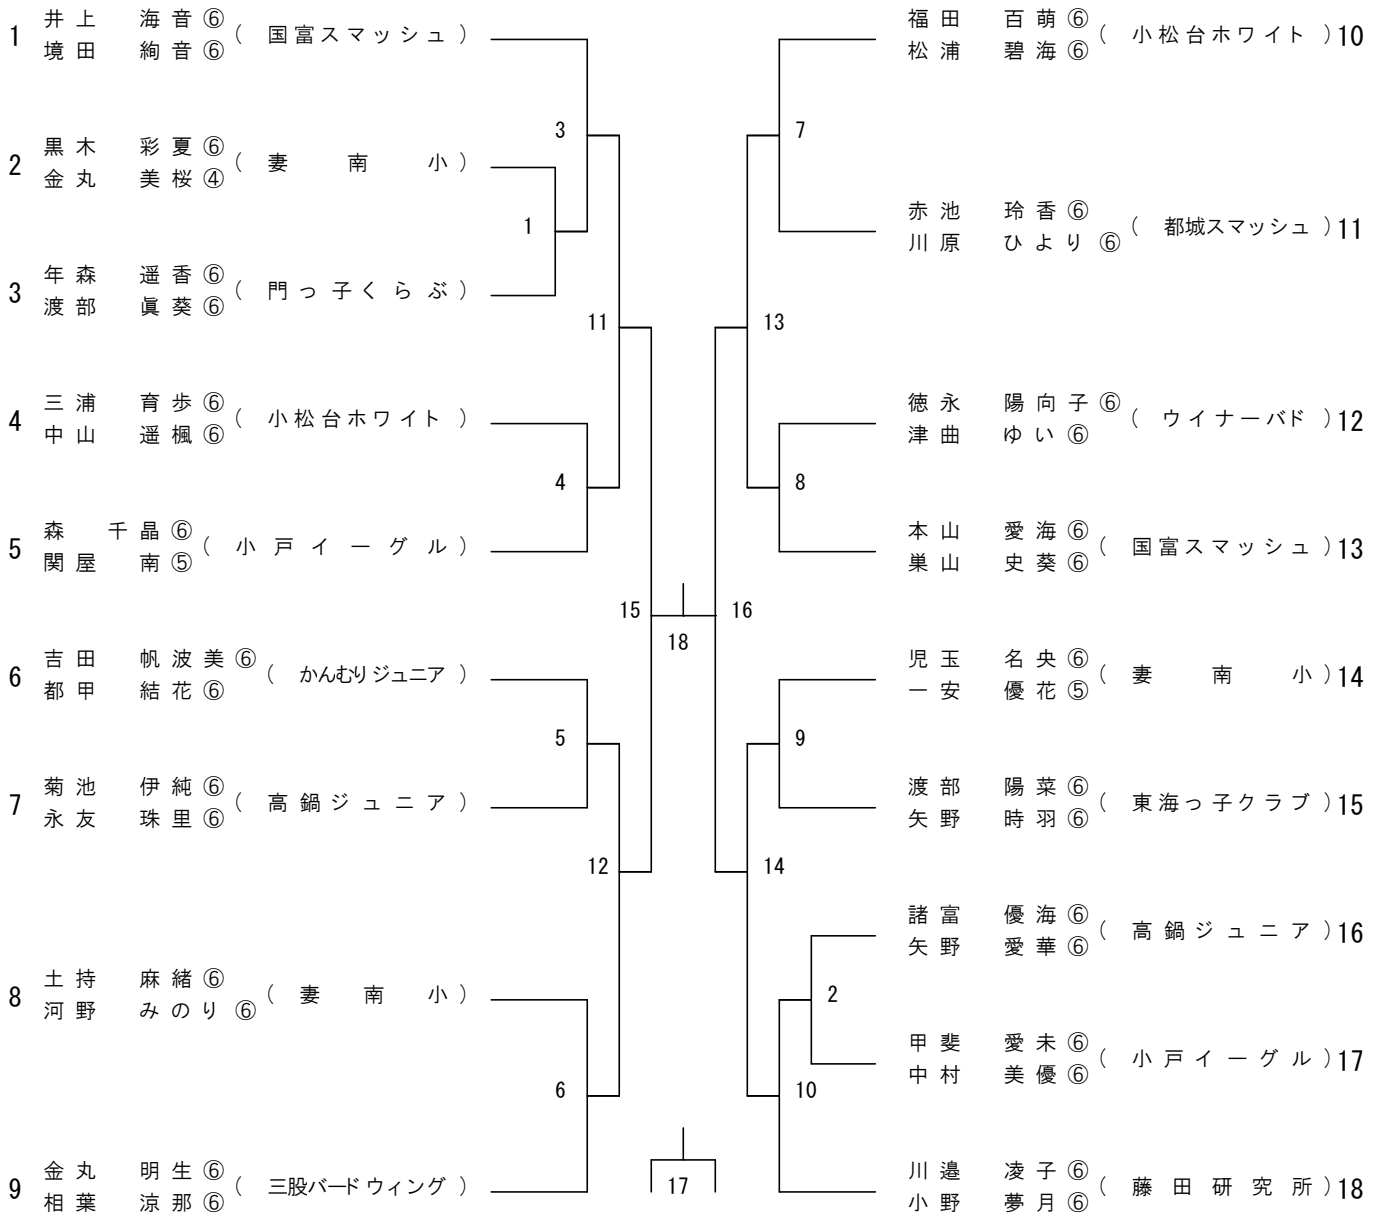 1 井上 海音⑥ ( 国富スマッシュ )
境田 絢音⑥
2 黒木 彩夏⑥ ( 妻南小 )
金丸 美桜④
3 年森 遥香⑥ ( 門っ子くらぶ )
渡部 眞葵⑥
4 三浦 育歩⑥ ( 小松台ホワイト )
中山 遥楓⑥
5 森 千晶⑥ ( 小戸イーグル )
関屋 南⑤
6 吉田 帆波美⑥ ( かんむりジュニア )
都甲 結花⑥
7 菊池 伊純⑥ ( 高鍋ジュニア )
永友 珠里⑥
8 土持 麻緒⑥ ( 妻南小 )
河野 みのり⑥
9 金丸 明生⑥ ( 三股バードウィング )
相葉 涼那⑥
3
1
11
4
15
5
12
6
18
17
16
7
13
8
9
14
2
10
福田 百萌⑥ ( 小松台ホワイト ) 10
松浦 碧海⑥
赤池 玲香⑥ ( 都城スマッシュ ) 11
川原 ひより⑥
徳永 陽向子⑥ ( ウイナーバド ) 12
津曲 ゆい⑥
本山 愛海⑥ ( 国富スマッシュ ) 13
巣山 史葵⑥
児玉 名央⑥ ( 妻南小 ) 14
一安 優花⑤
渡部 陽菜⑥ ( 東海っ子クラブ ) 15
矢野 時羽⑥
諸富 優海⑥ ( 高鍋ジュニア ) 16
矢野 愛華⑥
甲斐 愛未⑥ ( 小戸イーグル ) 17
中村 美優⑥
川邉 凌子⑥ ( 藤田研究所 ) 18
小野 夢月⑥